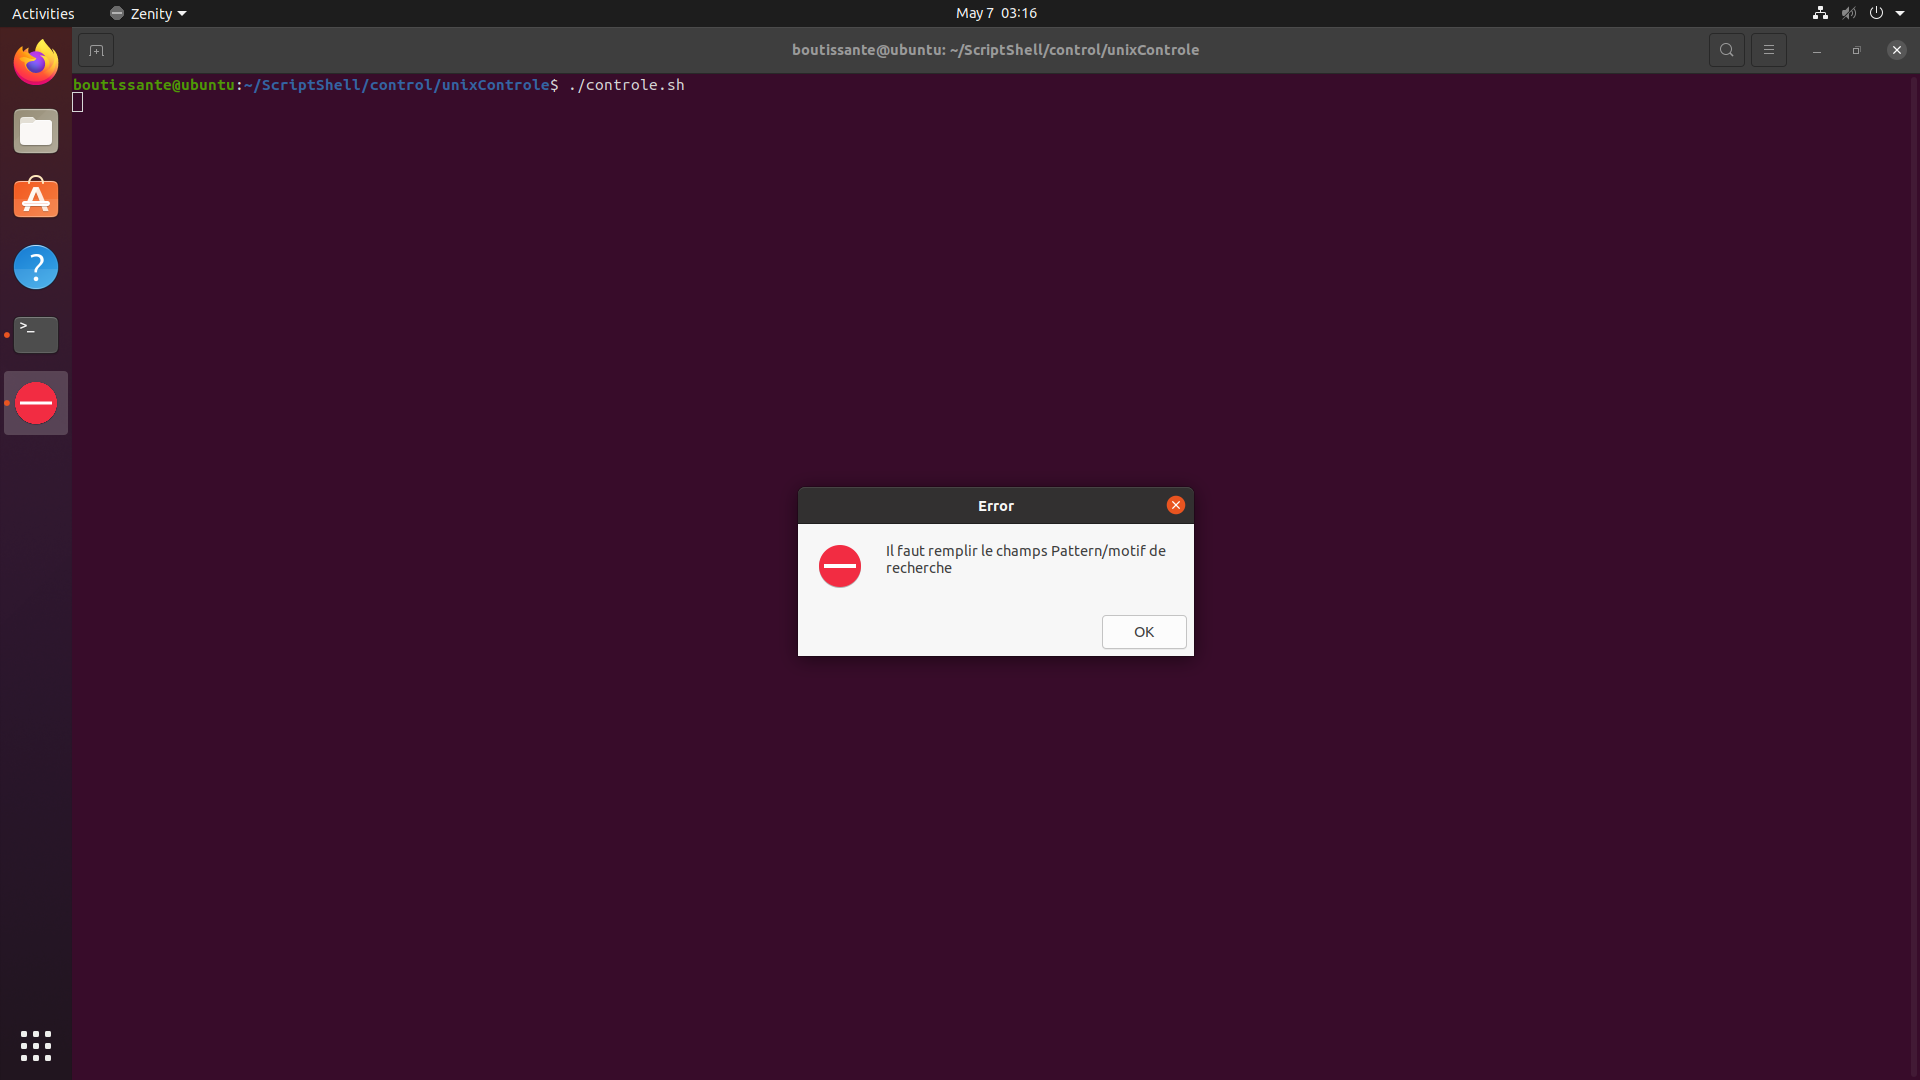 Activities
Zenity
May 7 03:16
boutissante@ubuntu: ~/ScriptShell/control/unixControle
boutissante@ubuntu:~/ScriptShell/control/unixControle$ ./controle.sh
>_
Error
Il faut remplir le champs Pattern/motif de
recherche
OK